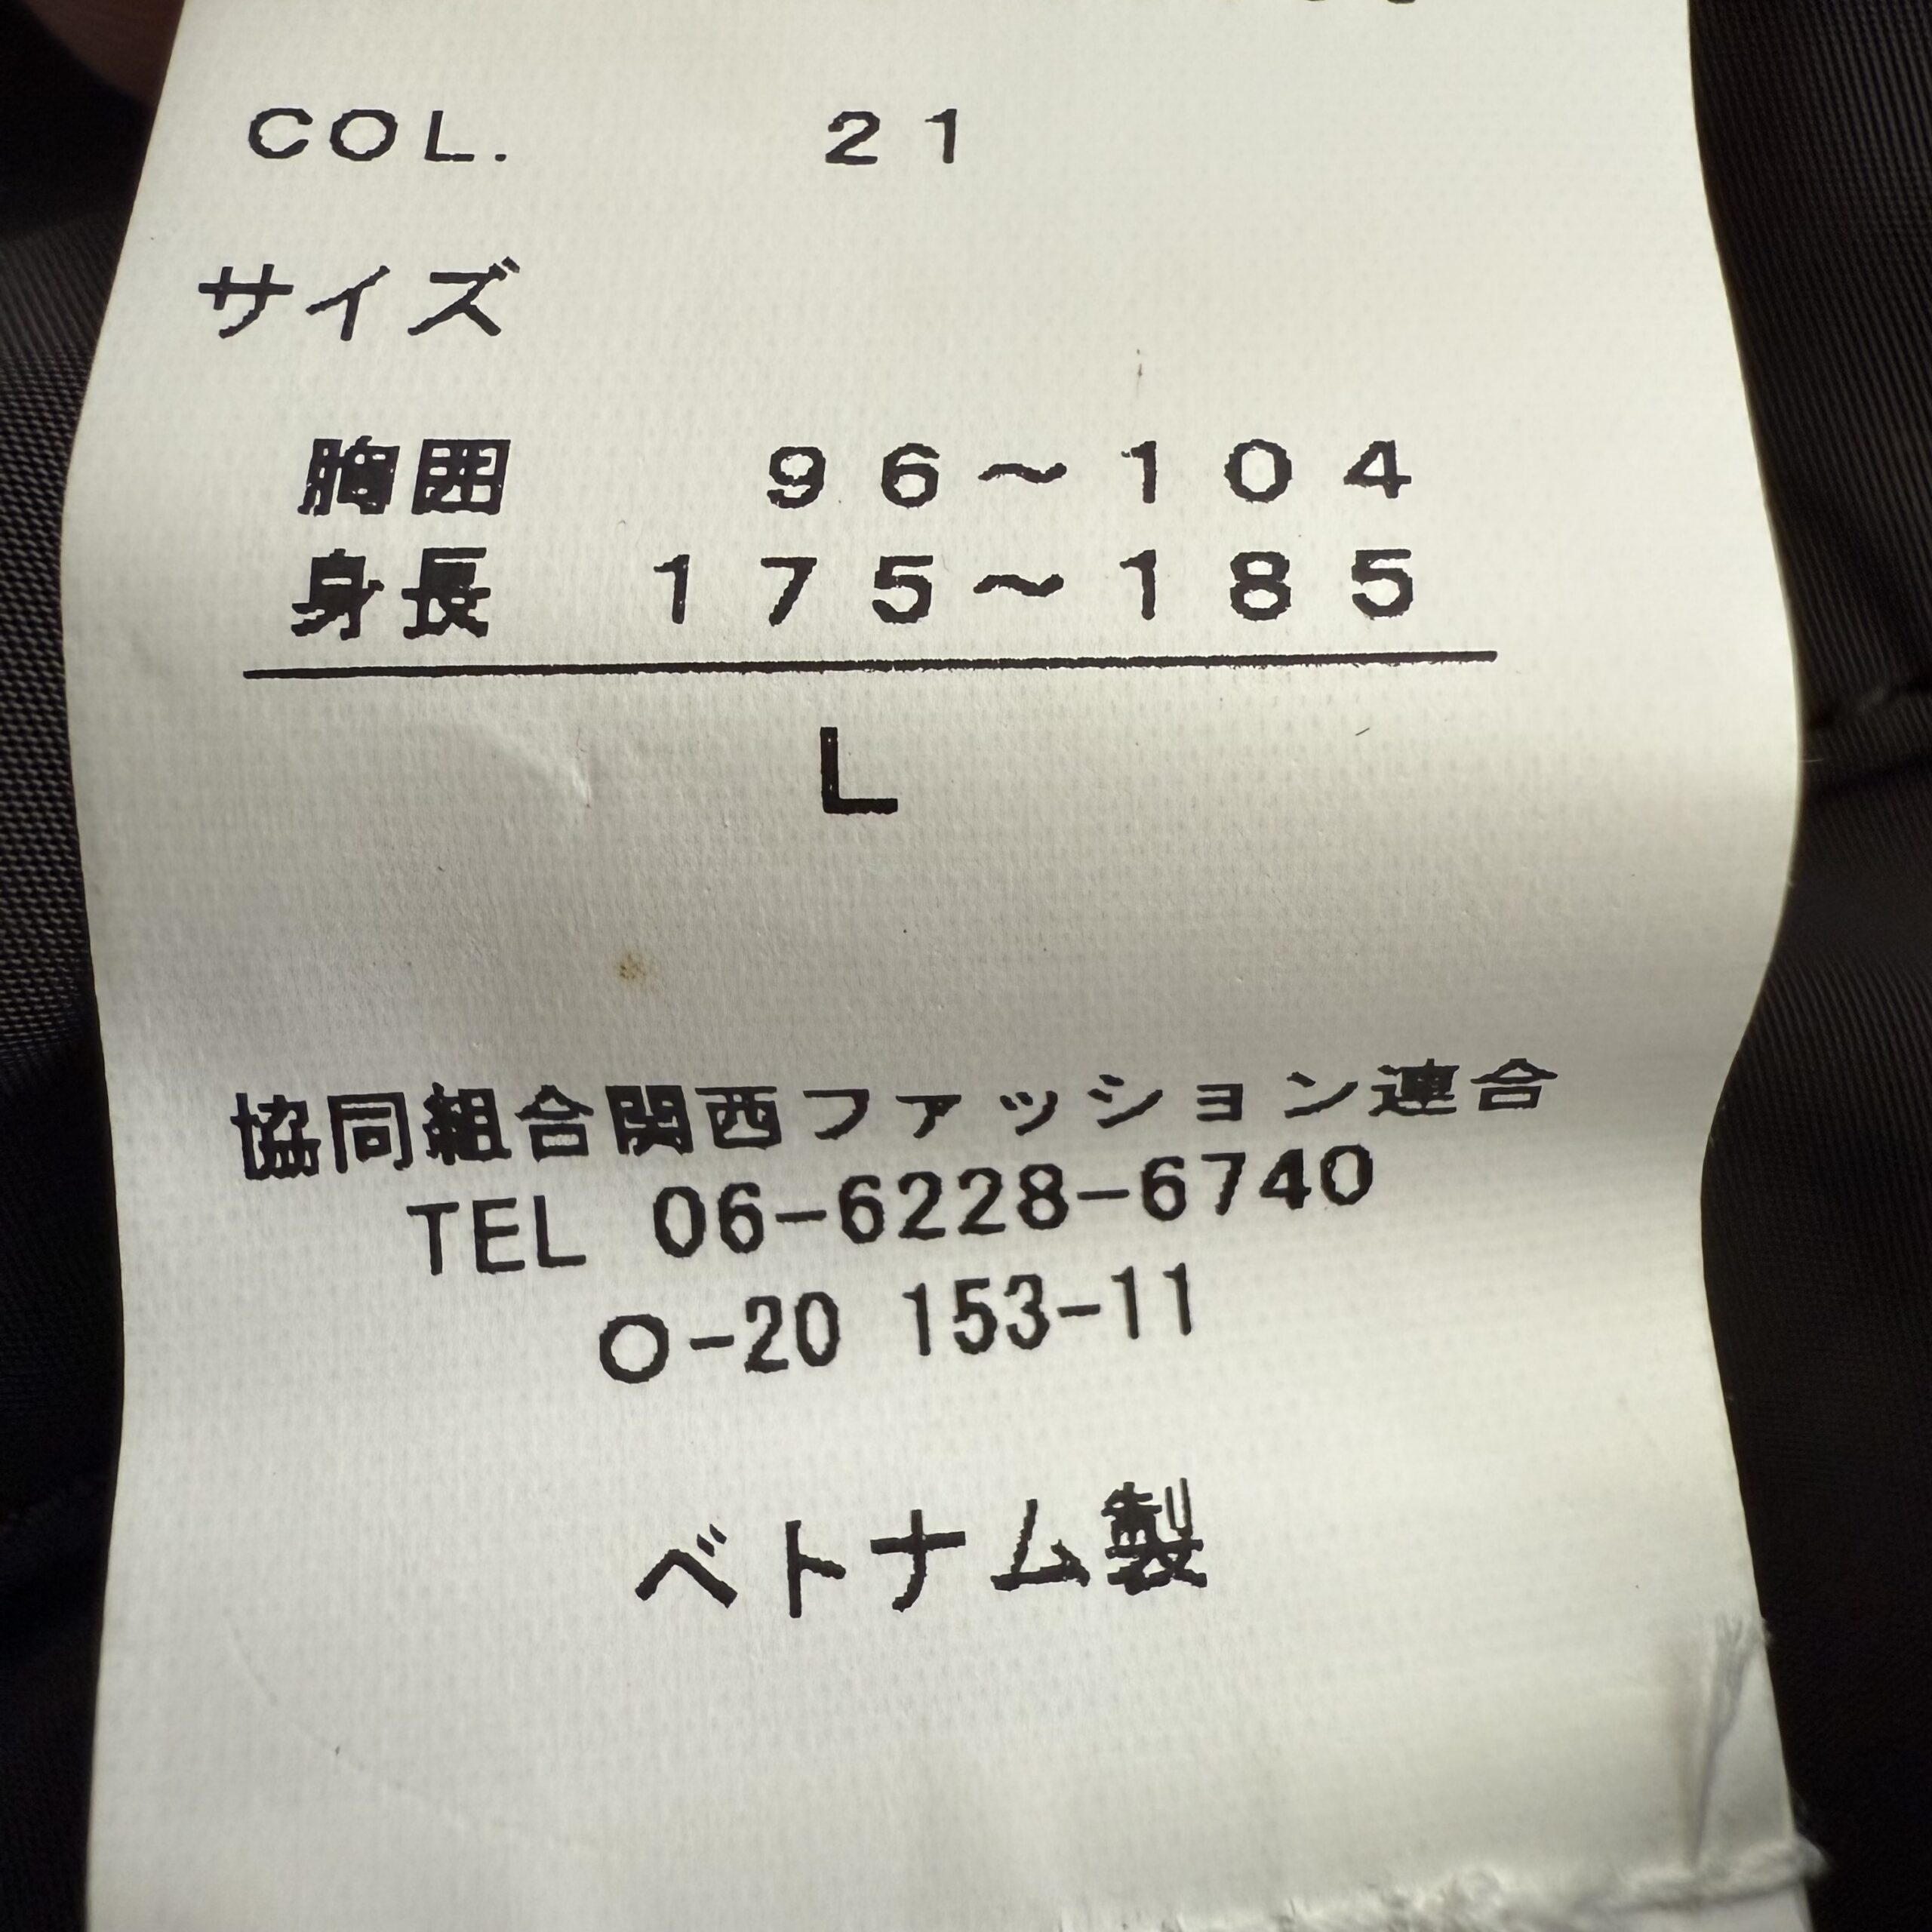 COL. 21
サイズ
胸囲 96～104
身長 175～185
L
協同組合関西ファッション連合
TEL 06-6228-6740
O-20 153-11
ベトナム製